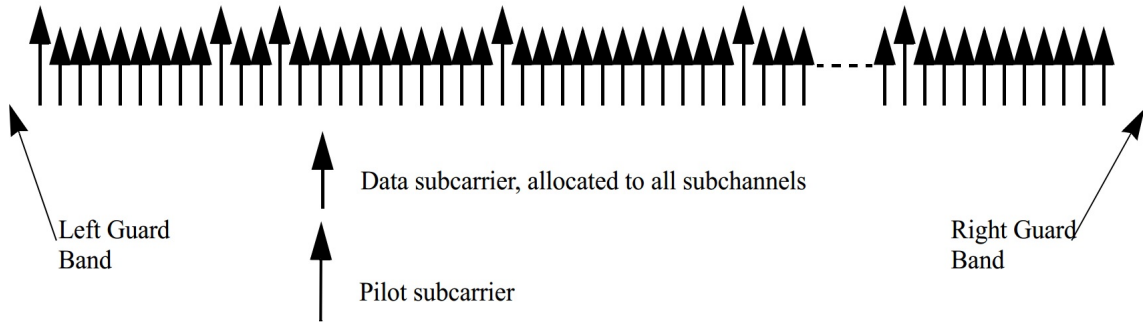 Data subcarrier, allocated to all subchannels
Left Guard
Band
Right Guard
Band
Pilot subcarrier